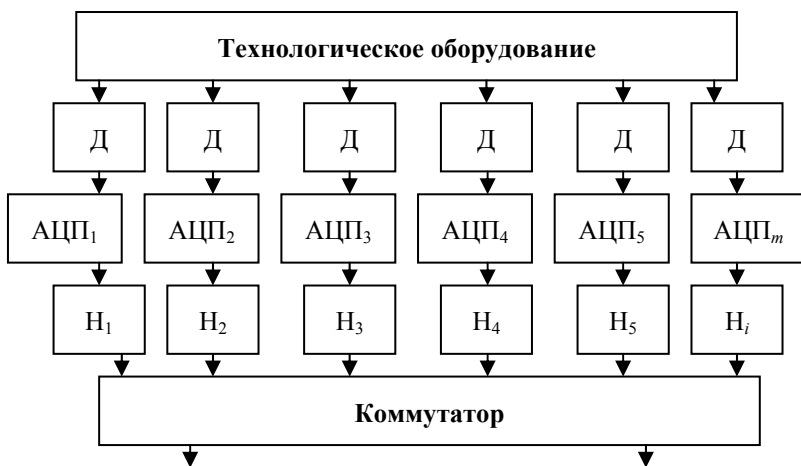 Технологическое оборудование
Д Д Д Д Д Д
АЦП₁ АЦП₂ АЦП₃ АЦП₄ АЦП₅ АЦПₘ
Н₁ Н₂ Н₃ Н₄ Н₅ Нᵢ
Коммутатор